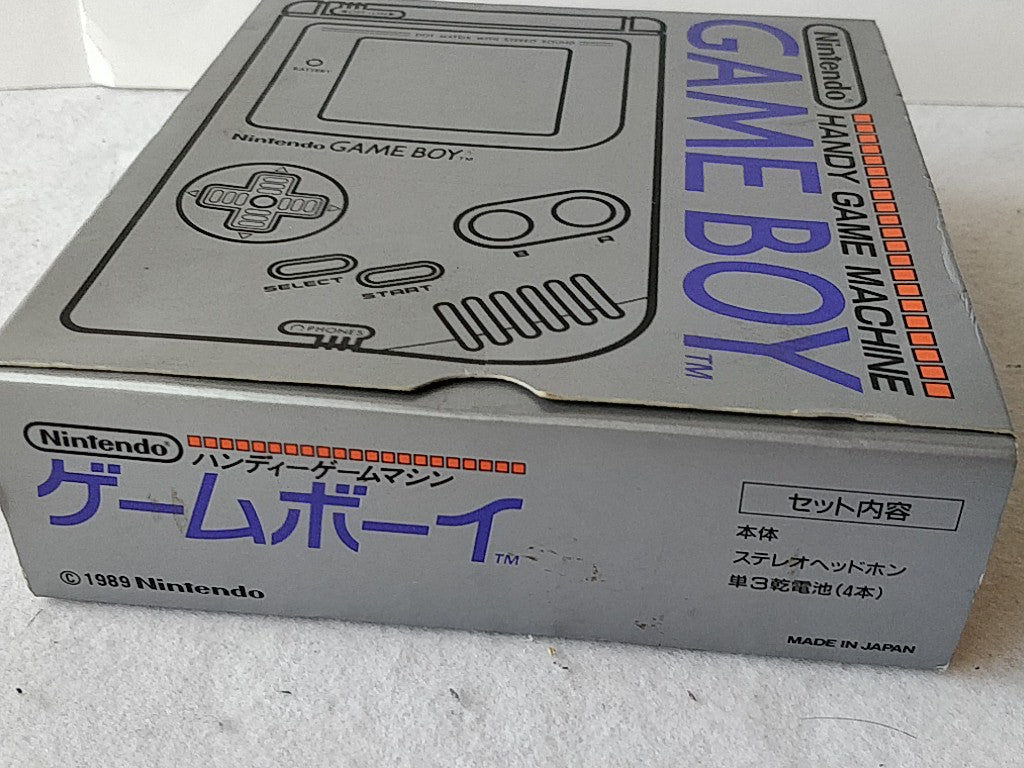 Nintendo
HANDY GAME MACHINE
GAME BOY TM
DOT MATRIX WITH STEREO SOUND
BATTERY
Nintendo GAME BOY TM
B
A
SELECT
START
PHONES
Nintendo
ハンディーゲームマシン
ゲームボーイ TM
©1989 Nintendo
セット内容
本体
ステレオヘッドホン
単3乾電池(4本)
MADE IN JAPAN